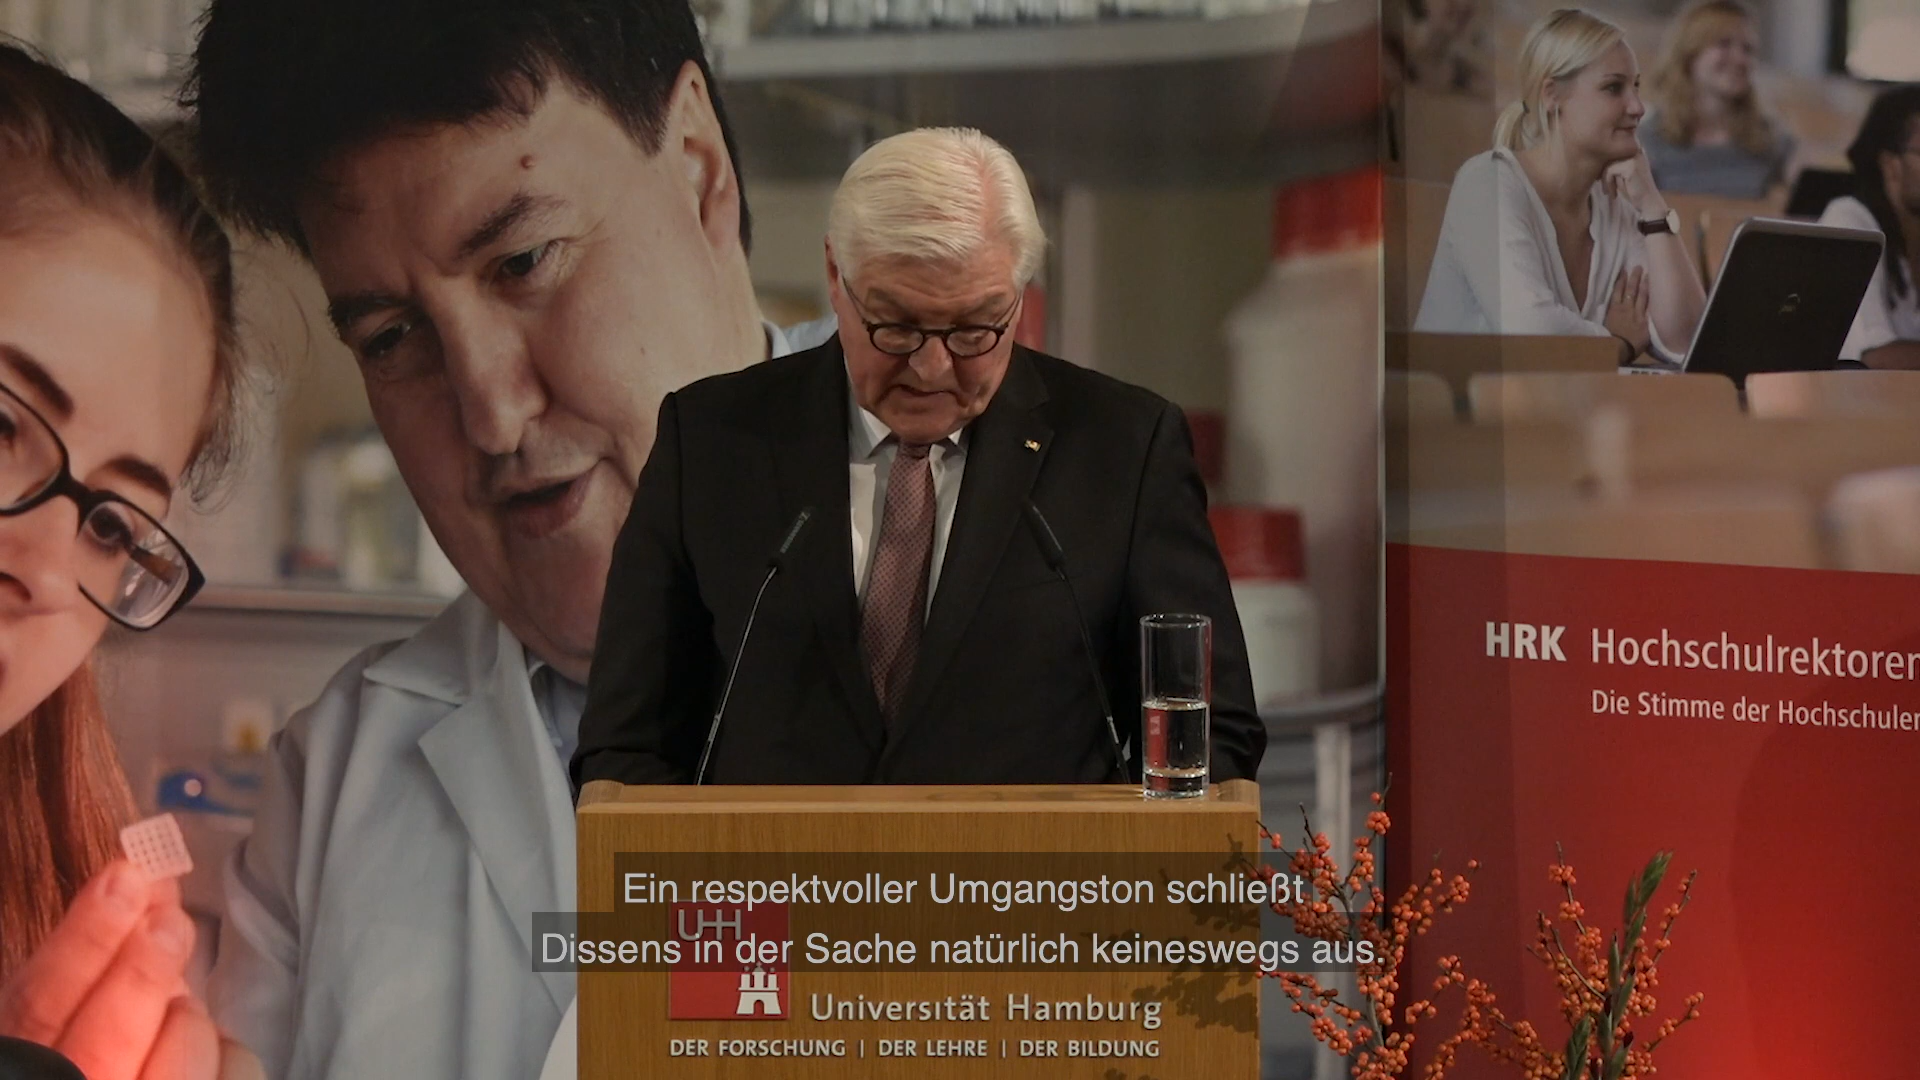 HRK Hochschulrektoren
Die Stimme der Hochschulen
Ein respektvoller Umgangston schließt
Dissens in der Sache natürlich keineswegs aus.
UHH
Universität Hamburg
DER FORSCHUNG | DER LEHRE | DER BILDUNG